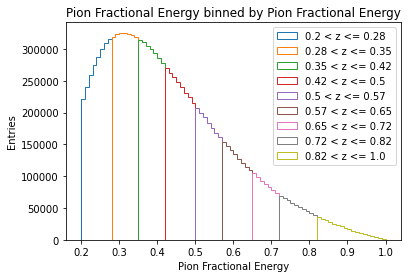 Pion Fractional Energy binned by Pion Fractional Energy
Entries
300000
250000
200000
150000
100000
50000
0
0.2 < z <= 0.28
0.28 < z <= 0.35
0.35 < z <= 0.42
0.42 < z <= 0.5
0.5 < z <= 0.57
0.57 < z <= 0.65
0.65 < z <= 0.72
0.72 < z <= 0.82
0.82 < z <= 1.0
0.2 0.3 0.4 0.5 0.6 0.7 0.8 0.9 1.0
Pion Fractional Energy